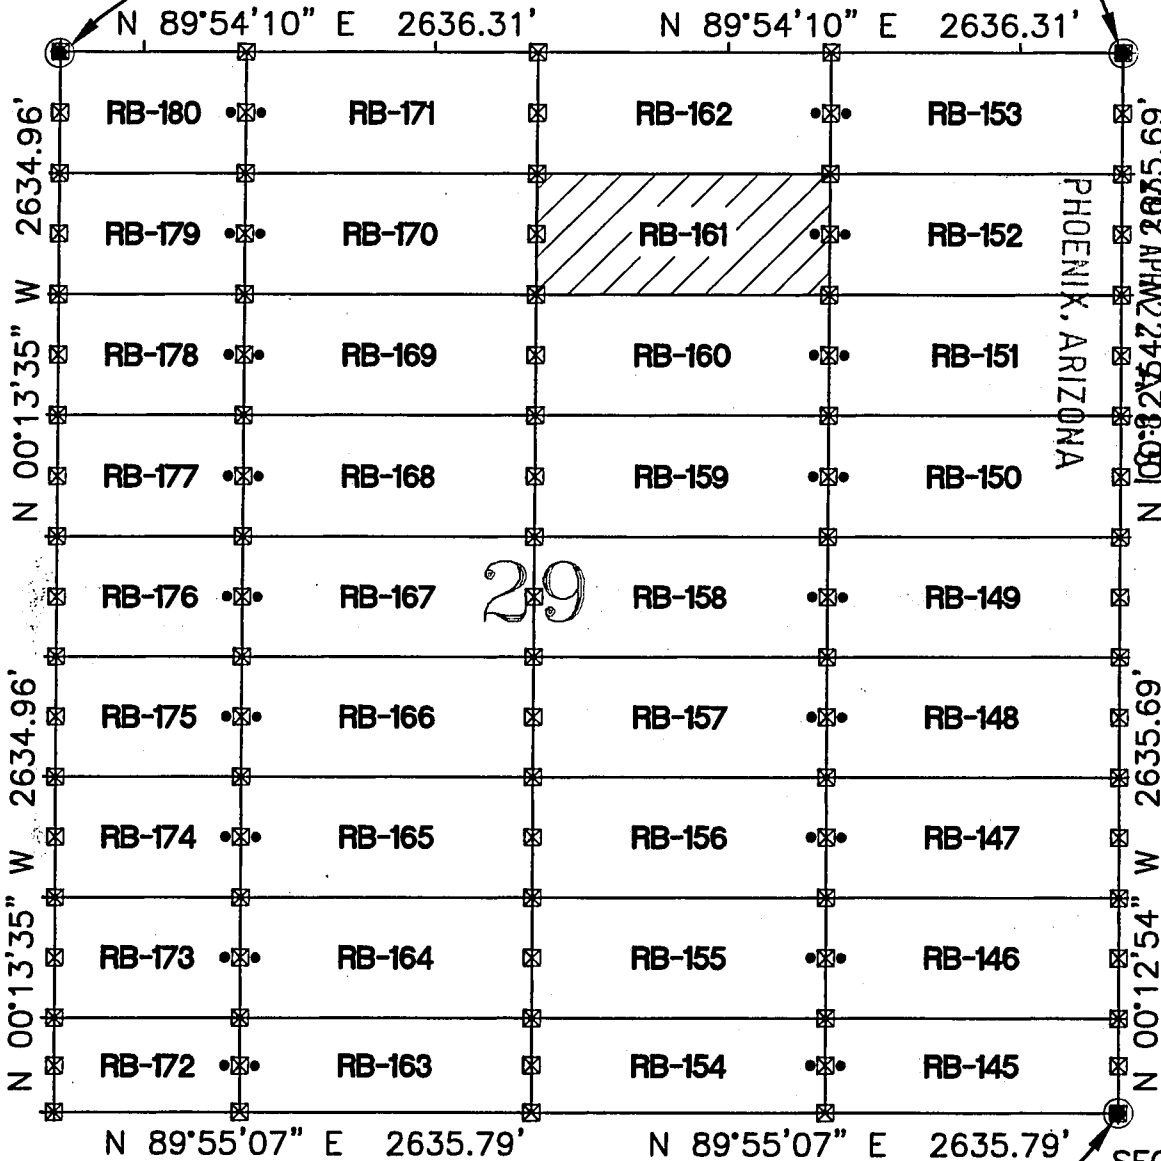 N 89°54'10" E 2636.31' N 89°54'10" E 2636.31'
RB-180 RB-171 RB-162 RB-153
RB-179 RB-170 RB-161 RB-152
RB-178 RB-169 RB-160 RB-151
RB-177 RB-168 RB-159 RB-150
RB-176 RB-167 RB-158 RB-149
29
RB-175 RB-166 RB-157 RB-148
RB-174 RB-165 RB-156 RB-147
RB-173 RB-164 RB-155 RB-146
RB-172 RB-163 RB-154 RB-145
N 89°55'07" E 2635.79' N 89°55'07" E 2635.79'
N 00°13'35" W 2634.96'
N 00°13'35" W 2634.96'
PHOENIX, ARIZONA
N 00°12'54" W 2635.69'
N 00°12'54" W 2635.69'